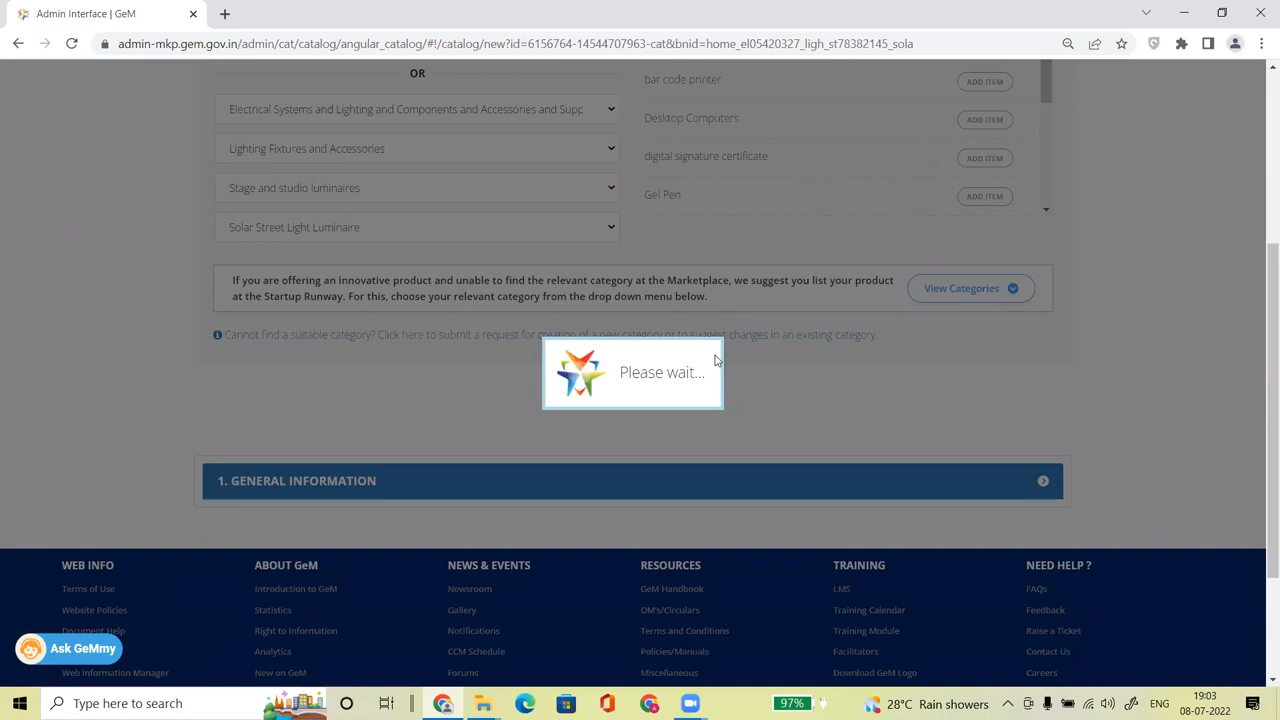 Admin Interface | GeM
admin-mkp.gem.gov.in/admin/cat/catalog/angular_catalog/#!/catalog/new?id=6156764-14544707963-cat&bnid=home_el05420327_ligh_st78382145_sola
OR
Electrical Systems and Lighting and Components and Accessories and Supp
Lighting Fixtures and Accessories
Stage and studio luminaires
Solar Street Light Luminaire
bar code printer ADD ITEM
Desktop Computers ADD ITEM
digital signature certificate ADD ITEM
Gel Pen ADD ITEM
If you are offering an innovative product and unable to find the relevant category at the Marketplace, we suggest you list your product
at the Startup Runway. For this, choose your relevant category from the drop down menu below.
View Categories
Cannot find a suitable category? Click here to submit a request for creation of a new category or to suggest changes in an existing category.
Please wait...
1. GENERAL INFORMATION
WEB INFO
Terms of Use
Website Policies
Document Help
Web Information Manager
ABOUT GeM
Introduction to GeM
Statistics
Right to Information
Analytics
New on GeM
NEWS & EVENTS
Newsroom
Gallery
Notifications
CCM Schedule
Forums
RESOURCES
GeM Handbook
OM's/Circulars
Terms and Conditions
Policies/Manuals
Miscellaneous
TRAINING
LMS
Training Calendar
Training Module
Facilitators
Download GeM Logo
NEED HELP ?
FAQs
Feedback
Raise a Ticket
Contact Us
Careers
Ask GeMmy
Type here to search
97%
28°C Rain showers
ENG
19:03
08-07-2022